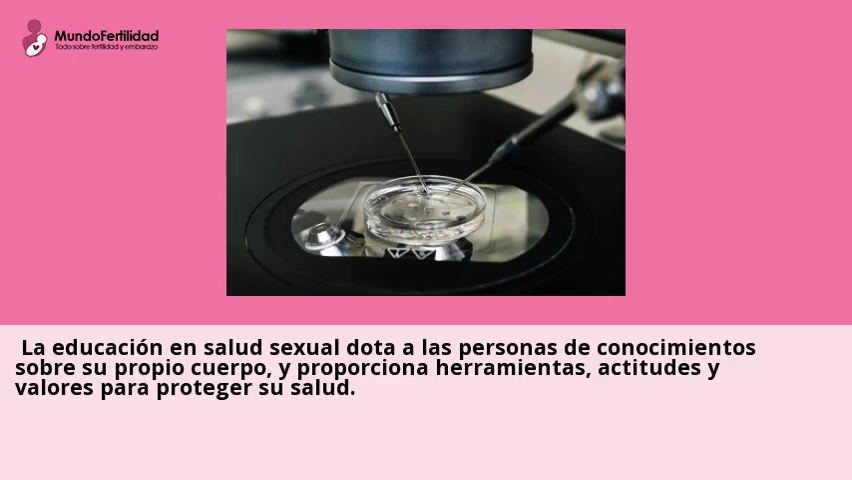 MundoFertilidad
Todo sobre fertilidad y embarazo
La educación en salud sexual dota a las personas de conocimientos
sobre su propio cuerpo, y proporciona herramientas, actitudes y
valores para proteger su salud.